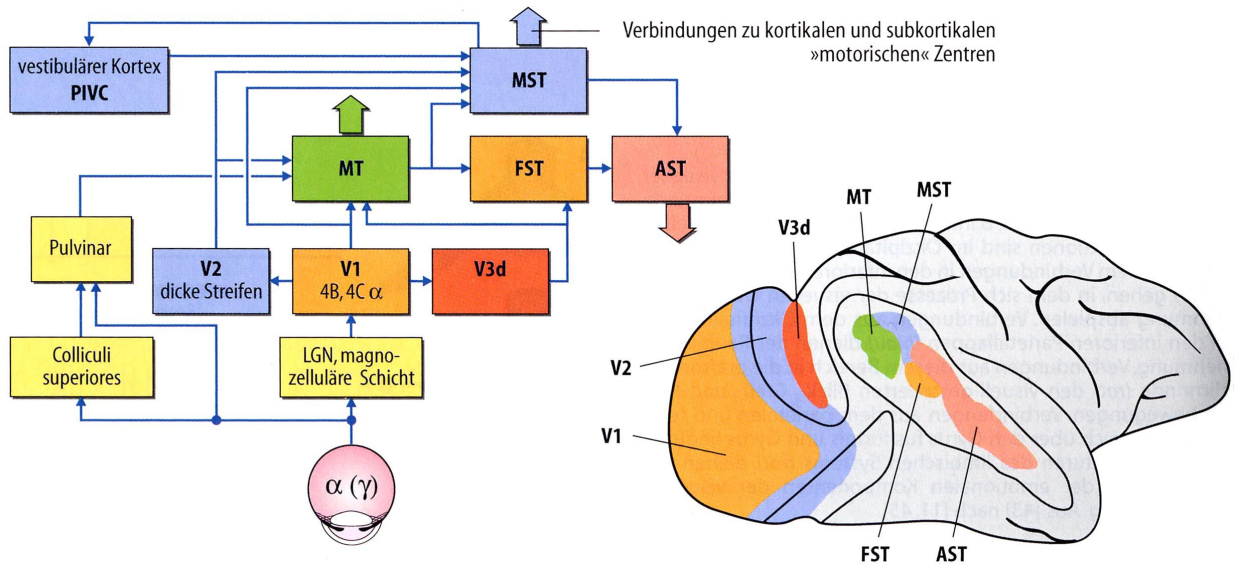 Verbindungen zu kortikalen und subkortikalen
»motorischen« Zentren
vestibulärer Kortex
PIVC
MST
MT
FST
AST
Pulvinar
V2
dicke Streifen
V1
4B, 4C α
V3d
Colliculi
superiores
LGN, magno-
zelluläre Schicht
α (γ)
MST
MT
V3d
V2
V1
FST
AST